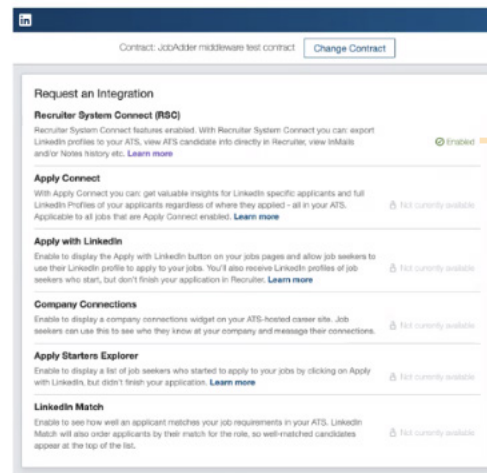 in
Contract: JobAdder middleware test contract Change Contract
Request an Integration
Recruiter System Connect (RSC)
Recruiter System Connect features enabled. With Recruiter System Connect you can: export
LinkedIn profiles to your ATS, view ATS candidate info directly in Recruiter, view InMails
and/or Notes history etc. Learn more
Enabled
Apply Connect
With Apply Connect you can: get valuable insights for LinkedIn specific applicants and full
LinkedIn Profiles of your applicants regardless of where they applied - all in your ATS.
Applicable to all jobs that are Apply Connect enabled. Learn more
Not currently available
Apply with LinkedIn
Enable to display the Apply with LinkedIn button on your jobs pages and allow job seekers to
use their LinkedIn profile to apply to your jobs. You'll also receive LinkedIn profiles of job
seekers who start, but don't finish your application in Recruiter.
Not currently available
Company Connections
Enable to display a company connections widget on your ATS-hosted career site. Job
seekers can use this to see who they know at your company and message their connections.
Not currently available
Apply Starters Explorer
Enable to display a list of job seekers who started to apply to your jobs by clicking on Apply
with LinkedIn, but didn't finish your application. Learn more
Not currently available
LinkedIn Match
Enable to see how well an applicant matches your job requirements in your ATS. LinkedIn
Match will also order applicants by their match for the role, so well-matched candidates
appear at the top of the list.
Not currently available